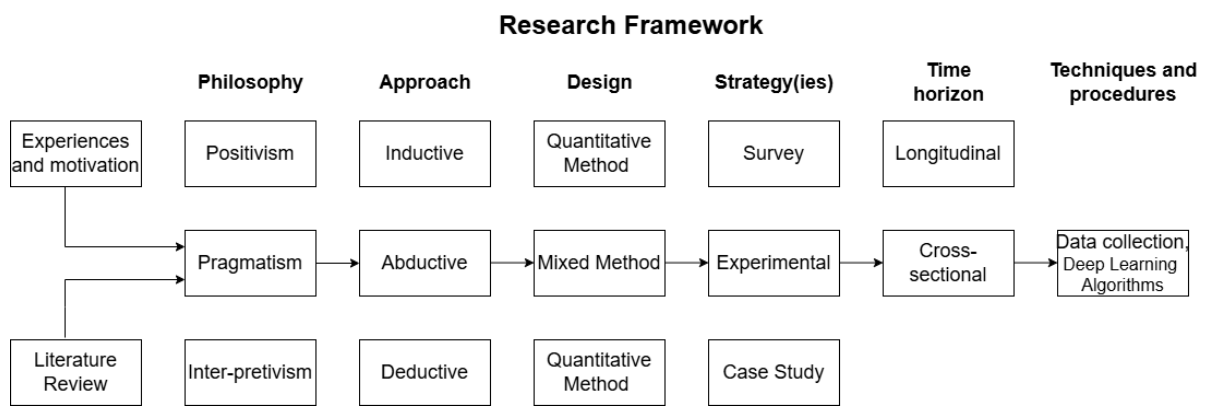 Research Framework
Philosophy
Approach
Design
Strategy(ies)
Time
horizon
Techniques and
procedures
Experiences
and motivation
Positivism
Inductive
Quantitative
Method
Survey
Longitudinal
Pragmatism
Abductive
Mixed Method
Experimental
Cross-
sectional
Data collection,
Deep Learning
Algorithms
Literature
Review
Inter-pretivism
Deductive
Quantitative
Method
Case Study